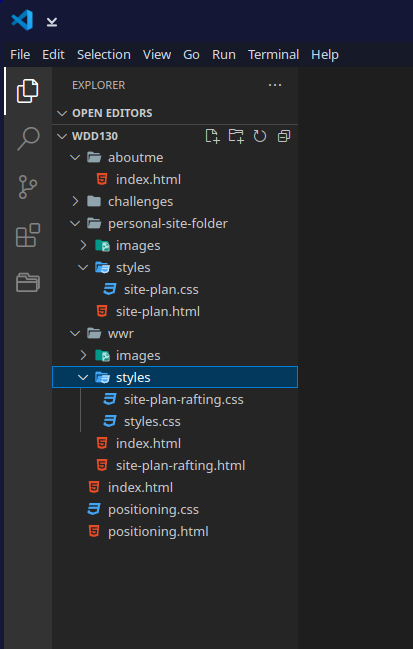 File Edit Selection View Go Run Terminal Help
EXPLORER
OPEN EDITORS
WDD130
aboutme
index.html
challenges
personal-site-folder
images
styles
site-plan.css
site-plan.html
wwr
images
styles
site-plan-rafting.css
styles.css
index.html
site-plan-rafting.html
index.html
positioning.css
positioning.html